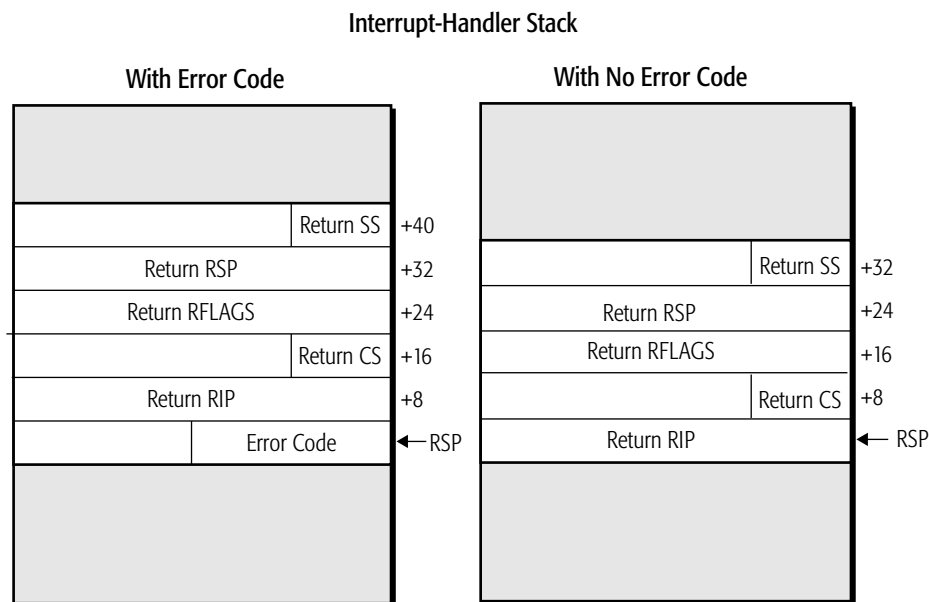 Interrupt-Handler Stack
With Error Code
Return SS +40
Return RSP +32
Return RFLAGS +24
Return CS +16
Return RIP +8
Error Code RSP
With No Error Code
Return SS +32
Return RSP +24
Return RFLAGS +16
Return CS +8
Return RIP RSP